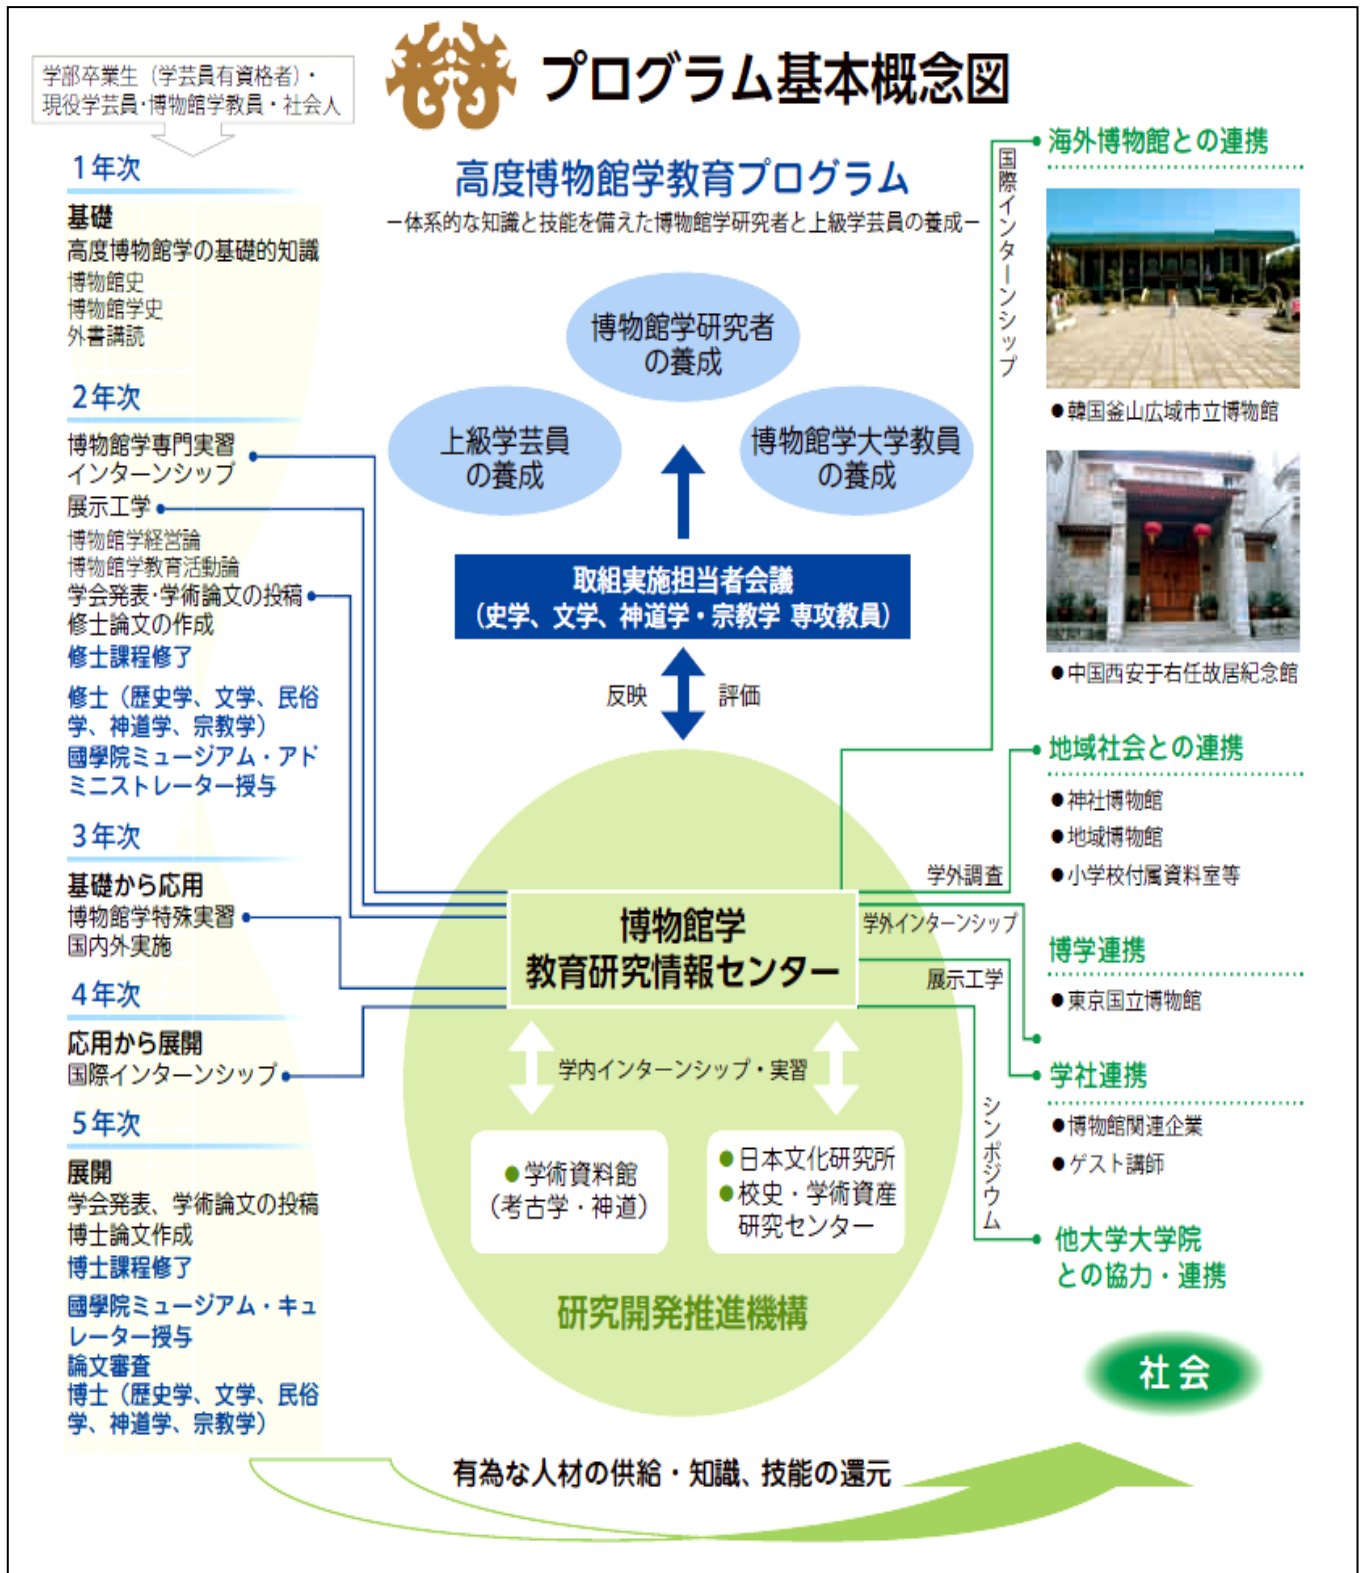 プログラム基本概念図
学部卒業生（学芸員有資格者）・
現役学芸員・博物館学教員・社会人
高度博物館学教育プログラム
－体系的な知識と技能を備えた博物館学研究者と上級学芸員の養成－
1年次
基礎
高度博物館学の基礎的知識
博物館史
博物館学史
外書講読
2年次
博物館学専門実習
インターンシップ
展示工学
博物館学経営論
博物館学教育活動論
学会発表・学術論文の投稿
修士論文の作成
修士課程修了
修士（歴史学、文学、民俗
学、神道学、宗教学）
國學院ミュージアム・アド
ミニストレーター授与
3年次
基礎から応用
博物館学特殊実習
国内外実施
4年次
応用から展開
国際インターンシップ
5年次
展開
学会発表、学術論文の投稿
博士論文作成
博士課程修了
國學院ミュージアム・キュ
レーター授与
論文審査
博士（歴史学、文学、民俗
学、神道学、宗教学）
博物館学研究者
の養成
上級学芸員
の養成
博物館学大学教員
の養成
取組実施担当者会議
（史学、文学、神道学・宗教学 専攻教員）
反映
評価
博物館学
教育研究情報センター
学内インターンシップ・実習
●学術資料館
（考古学・神道）
●日本文化研究所
●校史・学術資産
研究センター
研究開発推進機構
国際インターンシップ
学外調査
学外インターンシップ
展示工学
シンポジウム
海外博物館との連携
●韓国釜山広域市立博物館
●中国西安于右任故居紀念館
地域社会との連携
●神社博物館
●地域博物館
●小学校付属資料室等
博学連携
●東京国立博物館
学社連携
●博物館関連企業
●ゲスト講師
他大学大学院
との協力・連携
社会
有為な人材の供給・知識、技能の還元